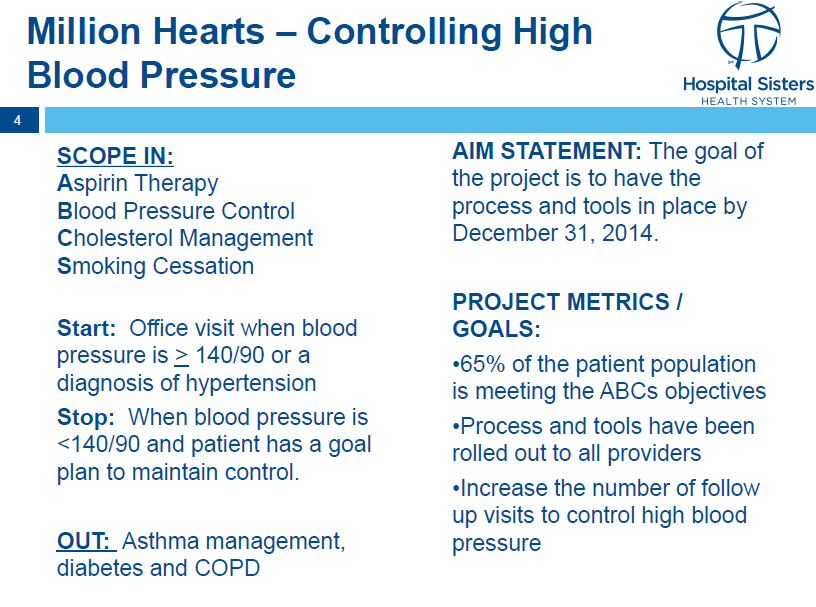 Million Hearts – Controlling High
Blood Pressure
Hospital Sisters
HEALTH SYSTEM
4
SCOPE IN:
Aspirin Therapy
Blood Pressure Control
Cholesterol Management
Smoking Cessation
Start: Office visit when blood
pressure is > 140/90 or a
diagnosis of hypertension
Stop: When blood pressure is
<140/90 and patient has a goal
plan to maintain control.
OUT: Asthma management,
diabetes and COPD
AIM STATEMENT: The goal of
the project is to have the
process and tools in place by
December 31, 2014.
PROJECT METRICS /
GOALS:
•65% of the patient population
is meeting the ABCs objectives
•Process and tools have been
rolled out to all providers
•Increase the number of follow
up visits to control high blood
pressure